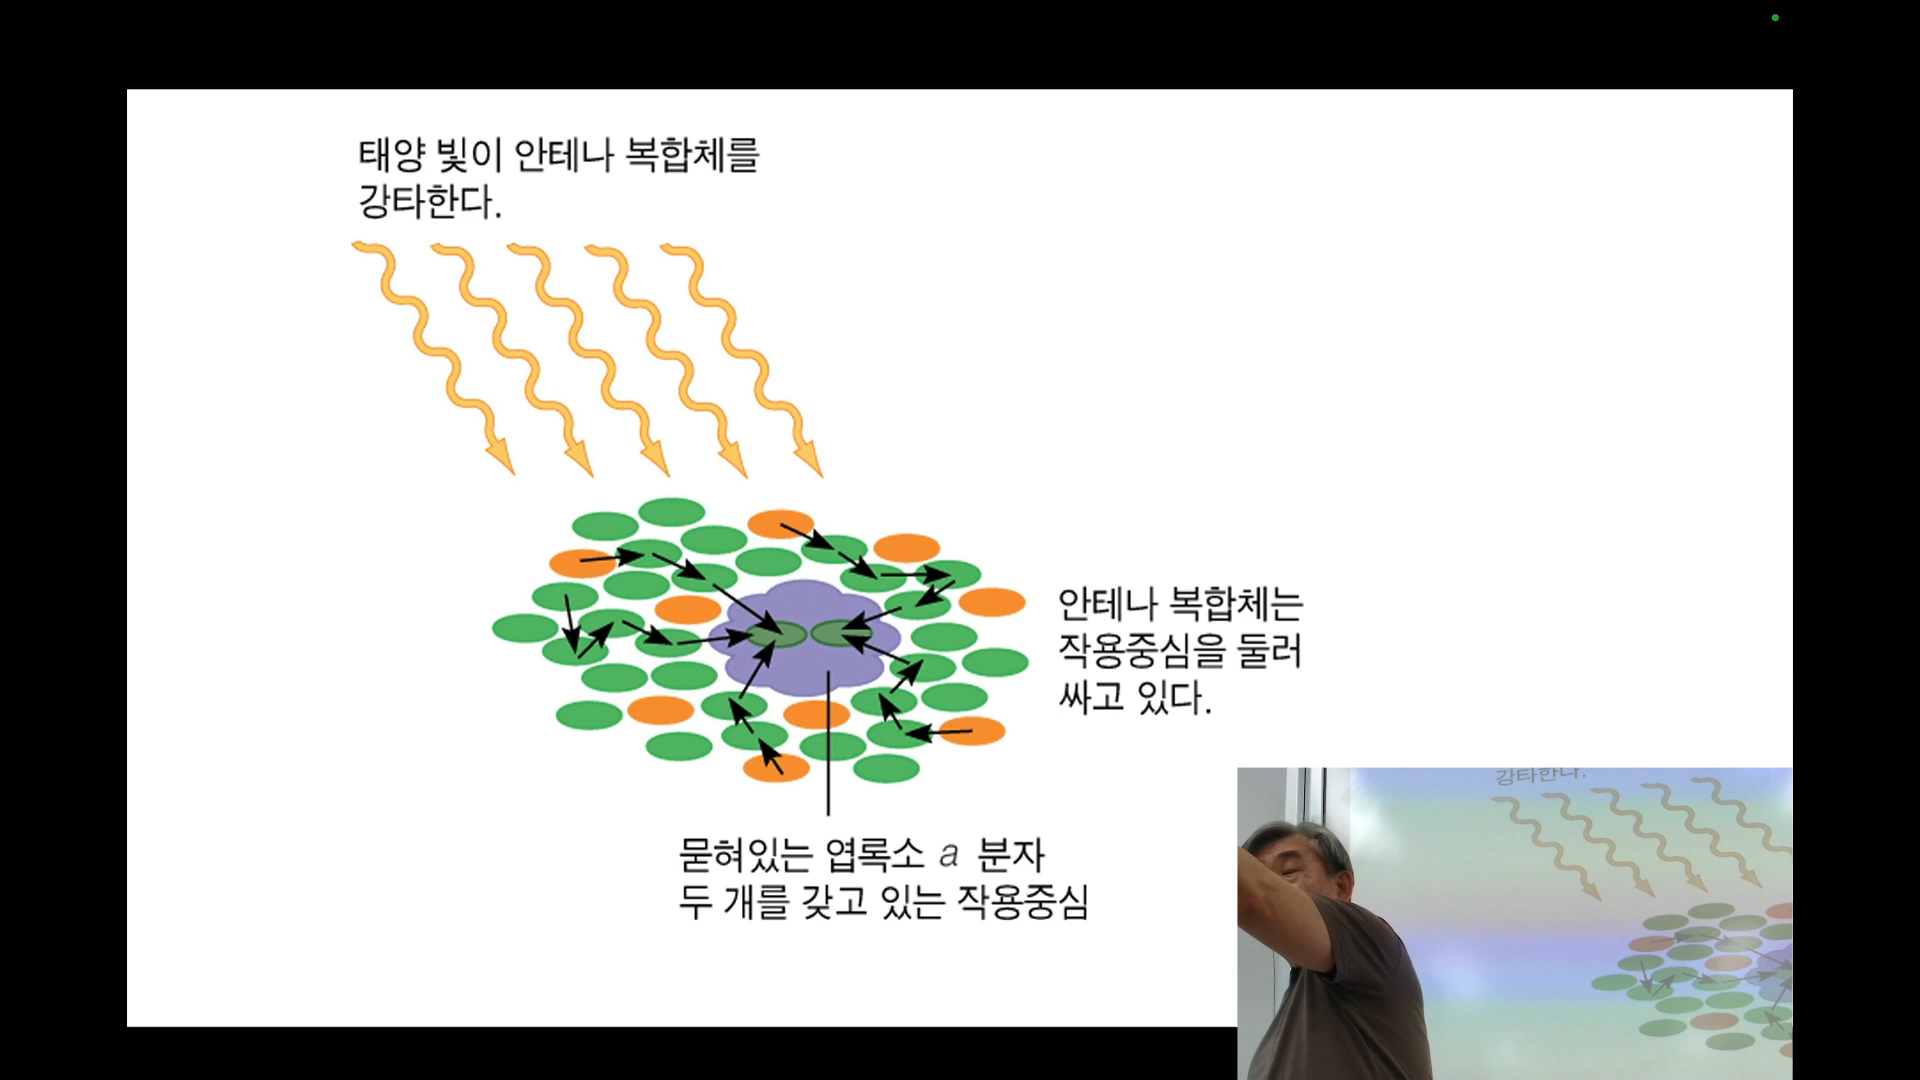 태양 빛이 안테나 복합체를
강타한다.
안테나 복합체는
작용중심을 둘러
싸고 있다.
묻혀있는 엽록소 a 분자
두 개를 갖고 있는 작용중심
강타한다.